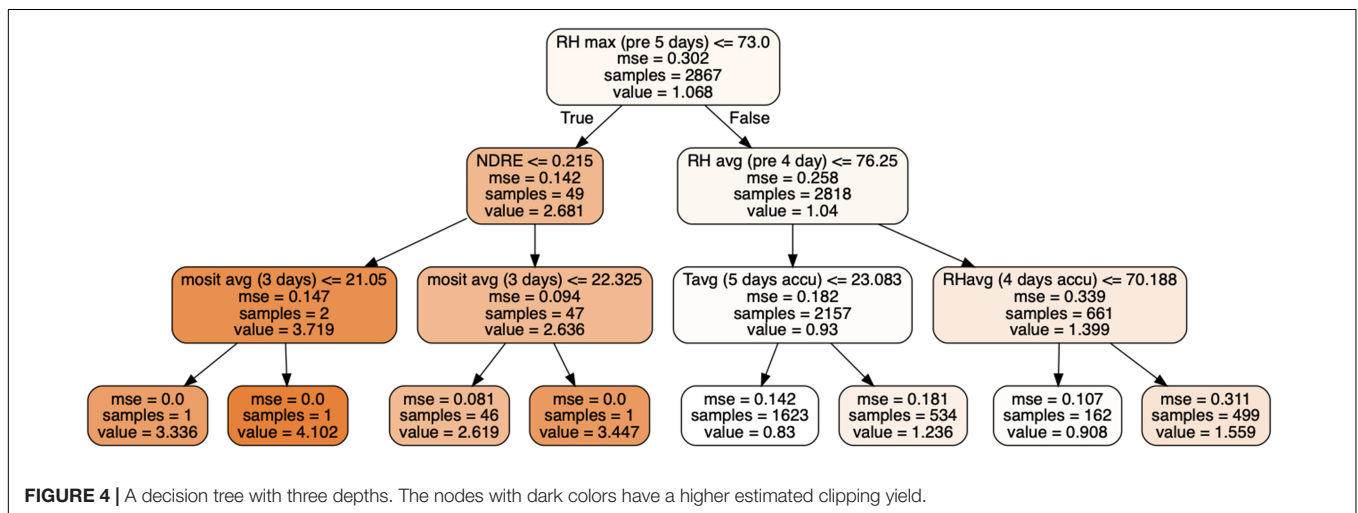 RH max (pre 5 days) <= 73.0
mse = 0.302
samples = 2867
value = 1.068
True
False
NDRE <= 0.215
mse = 0.142
samples = 49
value = 2.681
RH avg (pre 4 day) <= 76.25
mse = 0.258
samples = 2818
value = 1.04
mosit avg (3 days) <= 21.05
mse = 0.147
samples = 2
value = 3.719
mosit avg (3 days) <= 22.325
mse = 0.094
samples = 47
value = 2.636
Tavg (5 days accu) <= 23.083
mse = 0.182
samples = 2157
value = 0.93
RHavg (4 days accu) <= 70.188
mse = 0.339
samples = 661
value = 1.399
mse = 0.0
samples = 1
value = 3.336
mse = 0.0
samples = 1
value = 4.102
mse = 0.081
samples = 46
value = 2.619
mse = 0.0
samples = 1
value = 3.447
mse = 0.142
samples = 1623
value = 0.83
mse = 0.181
samples = 534
value = 1.236
mse = 0.107
samples = 162
value = 0.908
mse = 0.311
samples = 499
value = 1.559
FIGURE 4 | A decision tree with three depths. The nodes with dark colors have a higher estimated clipping yield.